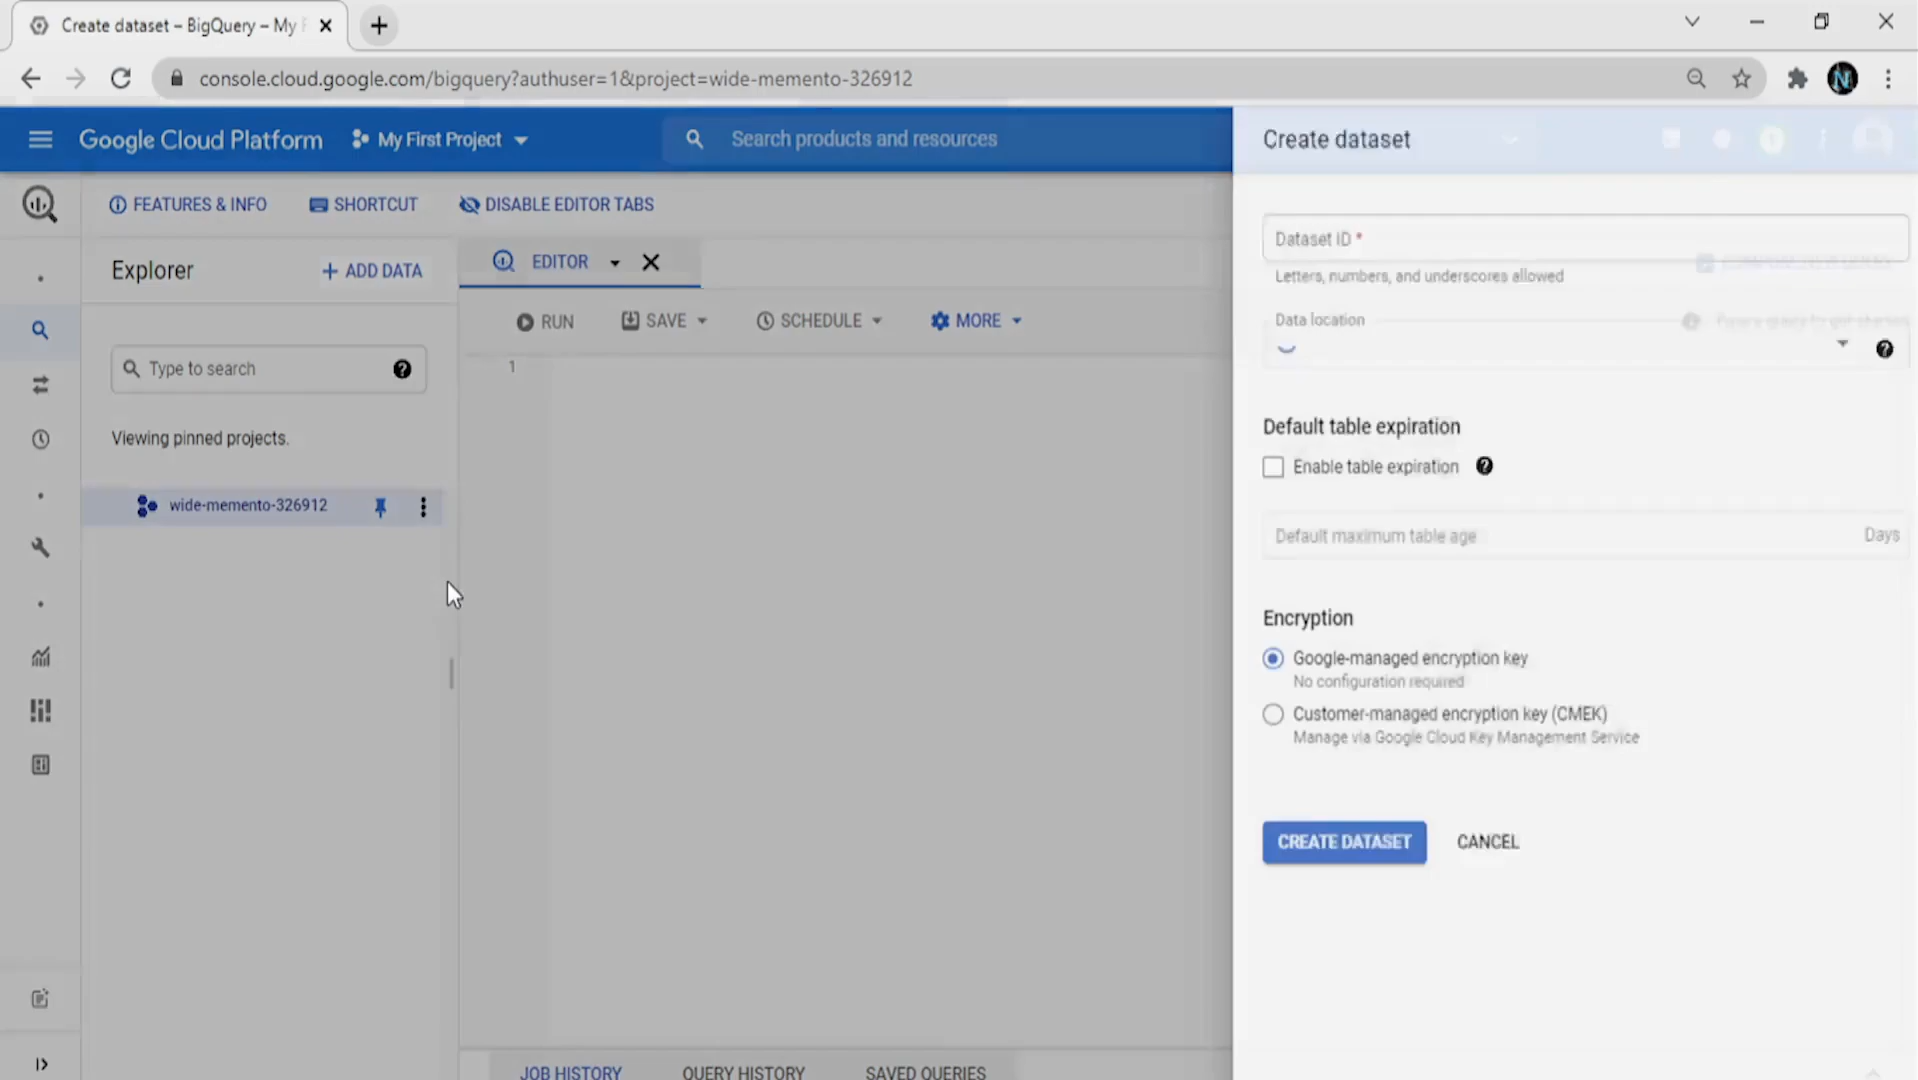 Create dataset – BigQuery – My
console.cloud.google.com/bigquery?authuser=1&project=wide-memento-326912
Google Cloud Platform
My First Project
Search products and resources
Create dataset
FEATURES & INFO
SHORTCUT
DISABLE EDITOR TABS
Explorer
+ ADD DATA
EDITOR
RUN
SAVE
SCHEDULE
MORE
1
Type to search
Viewing pinned projects.
wide-memento-326912
Dataset ID *
Letters, numbers, and underscores allowed
Data location
Default table expiration
Enable table expiration
Default maximum table age
Days
Encryption
Google-managed encryption key
No configuration required
Customer-managed encryption key (CMEK)
Manage via Google Cloud Key Management Service
CREATE DATASET
CANCEL
JOB HISTORY
QUERY HISTORY
SAVED QUERIES